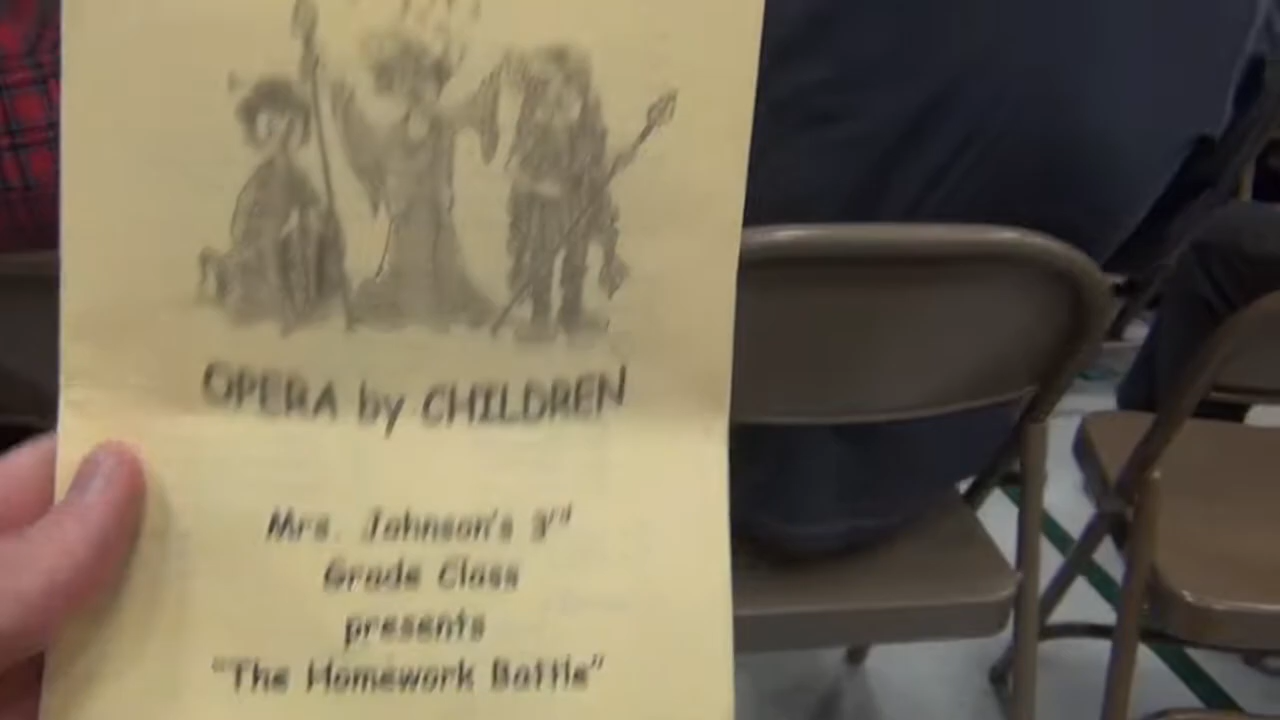 OPERA by CHILDREN
Mrs. Johnson's 3rd
Grade Class
presents
"The Homework Battle"